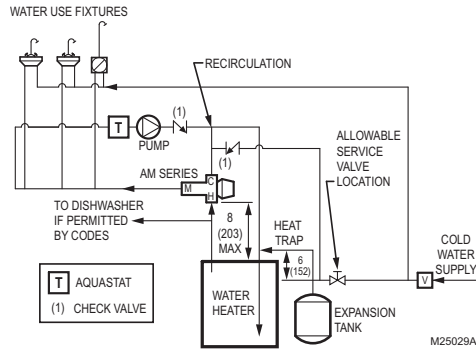 WATER USE FIXTURES
RECIRCULATION
(1)
T
PUMP
(1)
ALLOWABLE
SERVICE
VALVE
LOCATION
AM SERIES
C
M
H
TO DISHWASHER
IF PERMITTED
BY CODES
8
(203)
MAX
HEAT
TRAP
6
(152)
COLD
WATER
SUPPLY
V
T AQUASTAT
(1) CHECK VALVE
WATER
HEATER
EXPANSION
TANK
M25029A